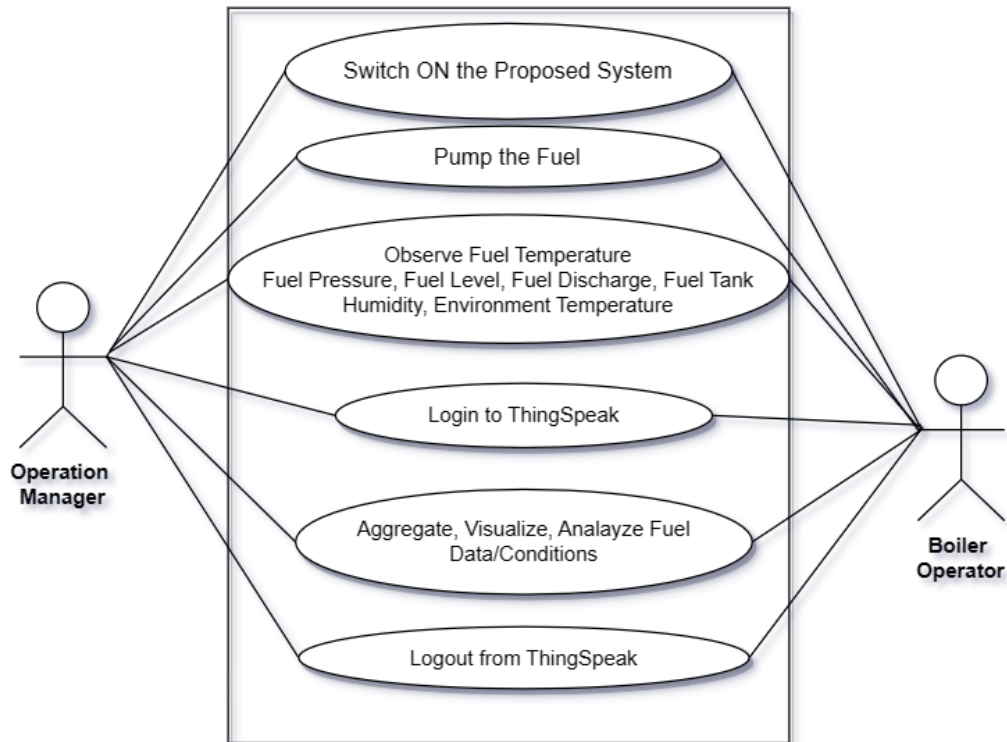 Switch ON the Proposed System
Pump the Fuel
Observe Fuel Temperature
Fuel Pressure, Fuel Level, Fuel Discharge, Fuel Tank
Humidity, Environment Temperature
Login to ThingSpeak
Operation
Manager
Aggregate, Visualize, Analayze Fuel
Data/Conditions
Boiler
Operator
Logout from ThingSpeak